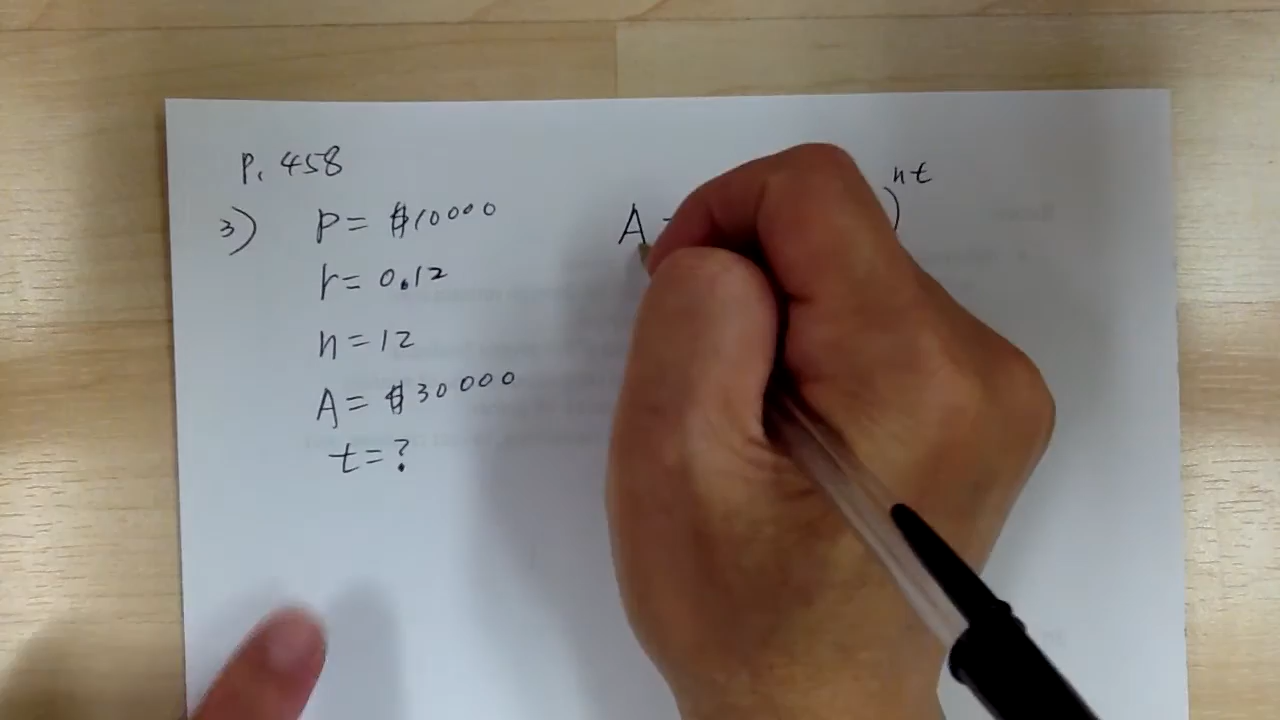 P. 458
3) P = $10000
r = 0.12
n = 12
A = $30000
t = ?
A = )^nt